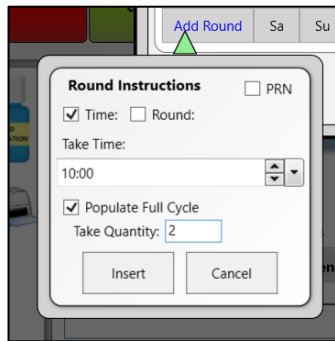 Add Round Sa Su
Round Instructions
PRN
Time: Round:
Take Time:
10:00
Populate Full Cycle
Take Quantity: 2
Insert Cancel